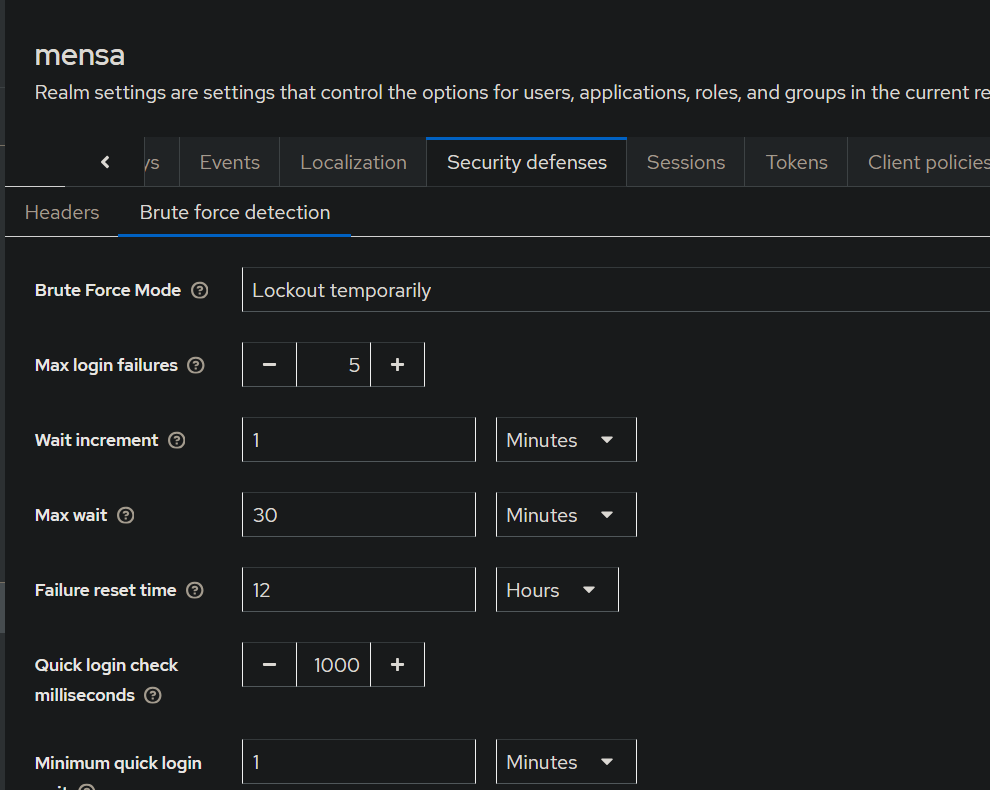 mensa
Realm settings are settings that control the options for users, applications, roles, and groups in the current re
ys Events Localization Security defenses Sessions Tokens Client policies
Headers Brute force detection
Brute Force Mode Lockout temporarily
Max login failures 5
Wait increment 1 Minutes
Max wait 30 Minutes
Failure reset time 12 Hours
Quick login check
milliseconds 1000
Minimum quick login 1 Minutes